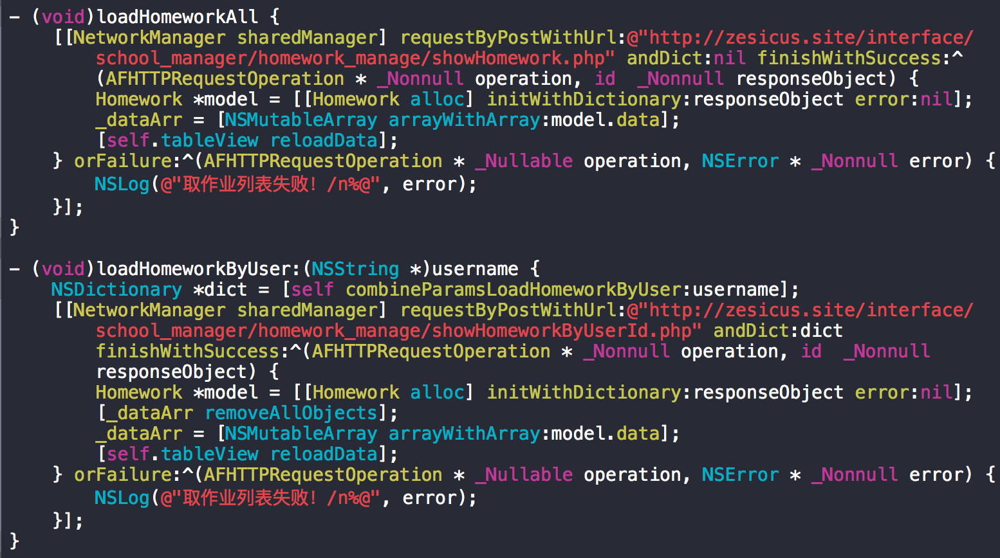 - (void)loadHomeworkAll {
[[NetworkManager sharedManager] requestByPostWithUrl:@"http://zesicus.site/interface/
school_manager/homework_manage/showHomework.php" andDict:nil finishWithSuccess:^
(AFHTTPRequestOperation * _Nonnull operation, id  _Nonnull responseObject) {
Homework *model = [[Homework alloc] initWithDictionary:responseObject error:nil];
_dataArr = [NSMutableArray arrayWithArray:model.data];
[self.tableView reloadData];
} orFailure:^(AFHTTPRequestOperation * _Nullable operation, NSError * _Nonnull error) {
NSLog(@"取作业列表失败！/n%@", error);
}];
}
- (void)loadHomeworkByUser:(NSString *)username {
NSDictionary *dict = [self combineParamsLoadHomeworkByUser:username];
[[NetworkManager sharedManager] requestByPostWithUrl:@"http://zesicus.site/interface/
school_manager/homework_manage/showHomeworkByUserId.php" andDict:dict
finishWithSuccess:^(AFHTTPRequestOperation * _Nonnull operation, id  _Nonnull
responseObject) {
Homework *model = [[Homework alloc] initWithDictionary:responseObject error:nil];
[_dataArr removeAllObjects];
_dataArr = [NSMutableArray arrayWithArray:model.data];
[self.tableView reloadData];
} orFailure:^(AFHTTPRequestOperation * _Nullable operation, NSError * _Nonnull error) {
NSLog(@"取作业列表失败！/n%@", error);
}];
}